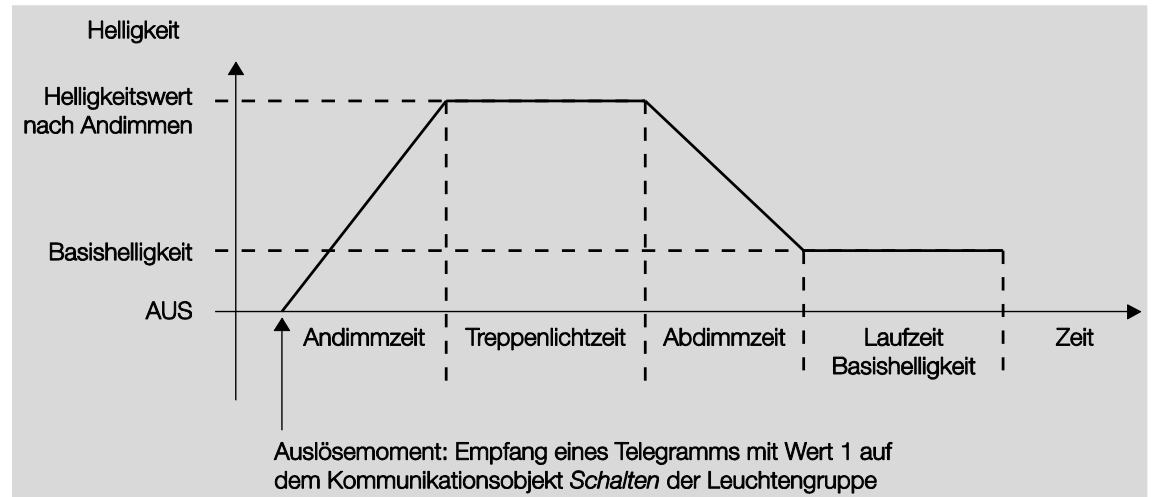 Helligkeit
Helligkeitswert
nach Andimmen
Basishelligkeit
AUS
Andimmzeit
Treppenlichtzeit
Abdimmzeit
Laufzeit
Basishelligkeit
Zeit
Auslösemoment: Empfang eines Telegramms mit Wert 1 auf
dem Kommunikationsobjekt Schalten der Leuchtengruppe